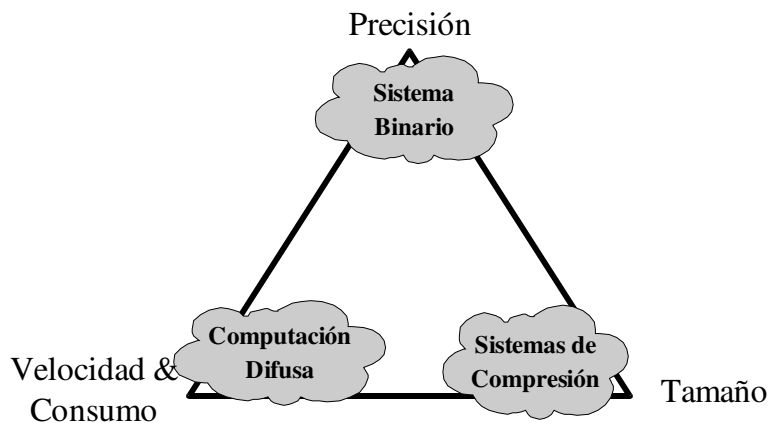 Precisión
Sistema
Binario
Computación
Difusa
Sistemas de
Compresión
Velocidad &
Consumo
Tamaño